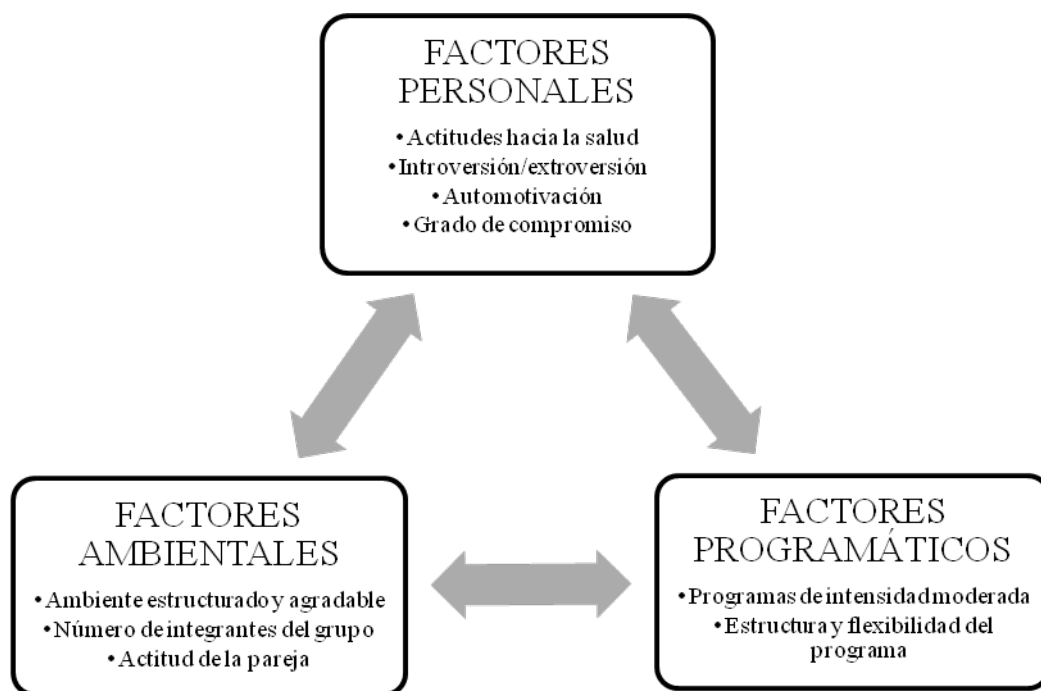 FACTORES
PERSONALES
• Actitudes hacia la salud
• Introversión/extroversión
• Automotivación
• Grado de compromiso
FACTORES
AMBIENTALES
• Ambiente estructurado y agradable
• Número de integrantes del grupo
• Actitud de la pareja
FACTORES
PROGRAMÁTICOS
• Programas de intensidad moderada
• Estructura y flexibilidad del
programa